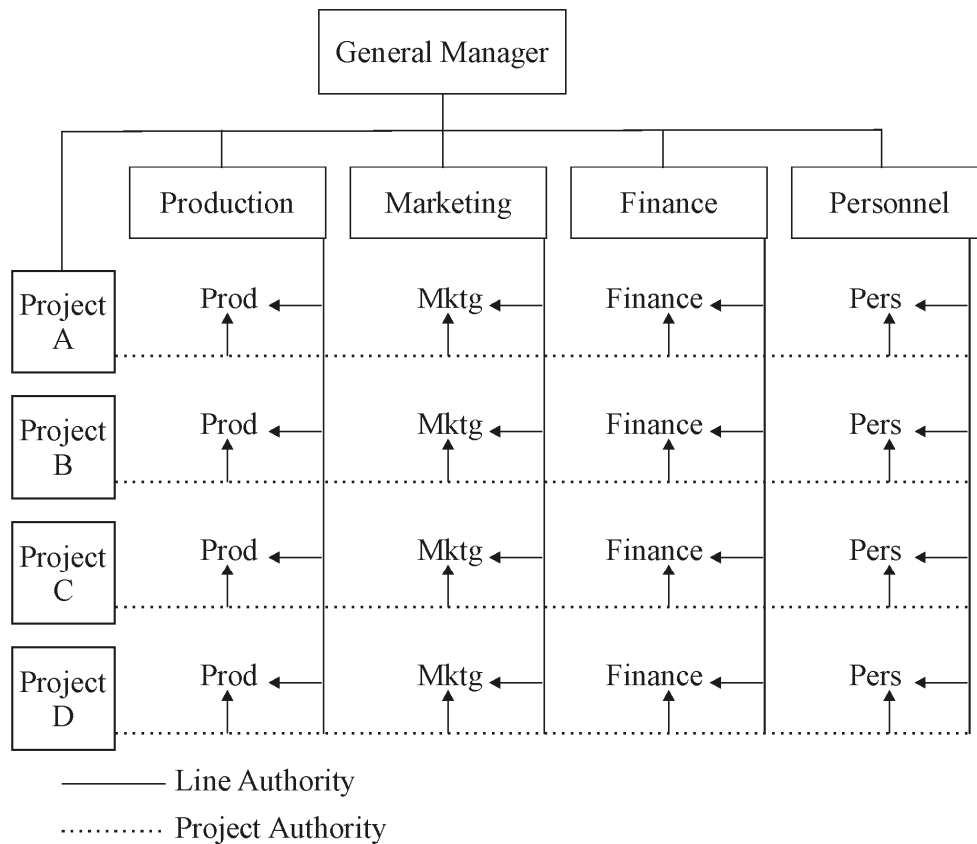 General Manager
Production Marketing Finance Personnel
Project
A
Prod Mktg Finance Pers
Project
B
Prod Mktg Finance Pers
Project
C
Prod Mktg Finance Pers
Project
D
Prod Mktg Finance Pers
Line Authority
Project Authority